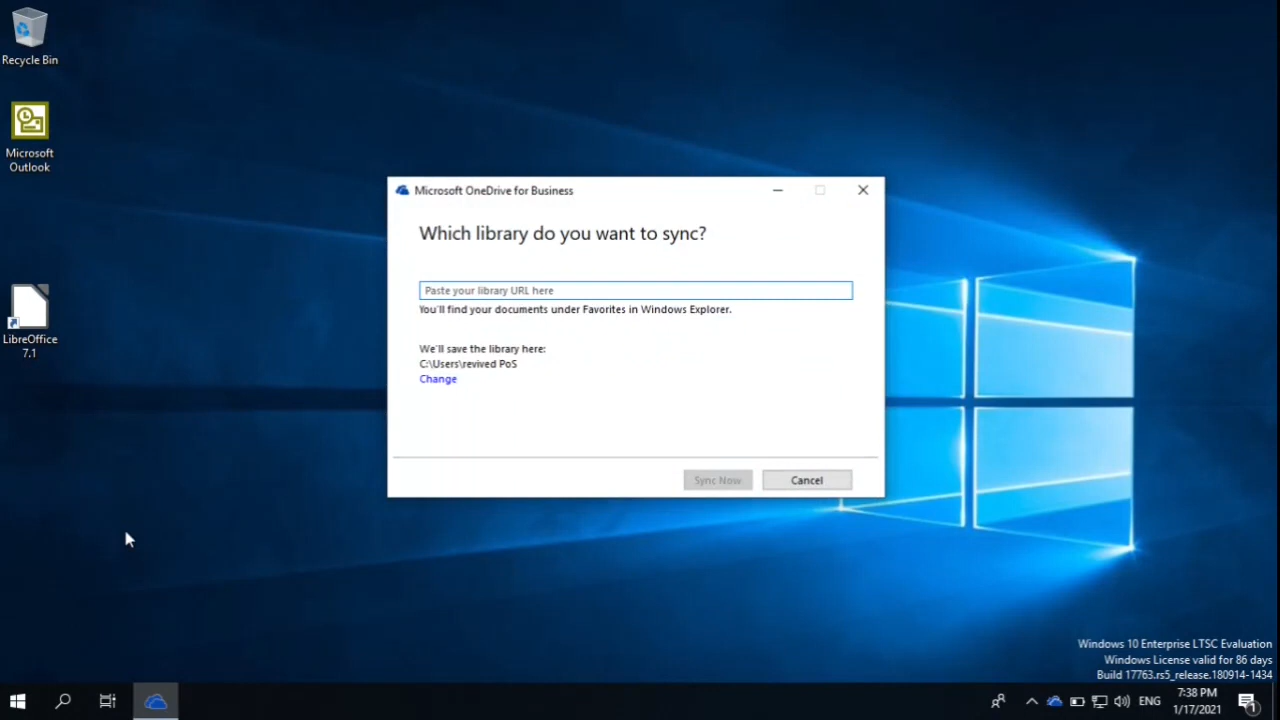 Recycle Bin
Microsoft
Outlook
LibreOffice
7.1
Microsoft OneDrive for Business
Which library do you want to sync?
Paste your library URL here
You'll find your documents under Favorites in Windows Explorer.
We'll save the library here:
C:\Users\revived PoS
Change
Sync Now
Cancel
Windows 10 Enterprise LTSC Evaluation
Windows License valid for 86 days
Build 17763.rs5_release.180914-1434
ENG
7:38 PM
1/17/2021
1